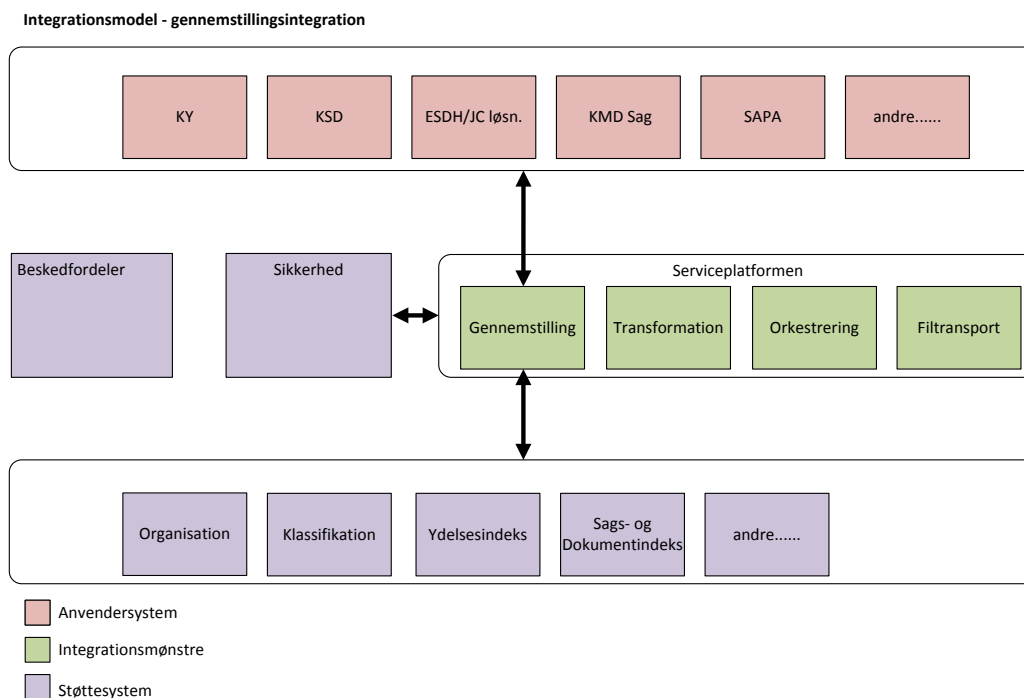 Integrationsmodel - gennemstillingsintegration
KY
KSD
ESDH/JC løsn.
KMD Sag
SAPA
andre......
Beskedfordeler
Sikkerhed
Serviceplatformen
Gennemstilling
Transformation
Orkestrering
Filtransport
Organisation
Klassifikation
Ydelsesindeks
Sags- og
Dokumentindeks
andre......
Anvendersystem
Integrationsmønstre
Støttesystem